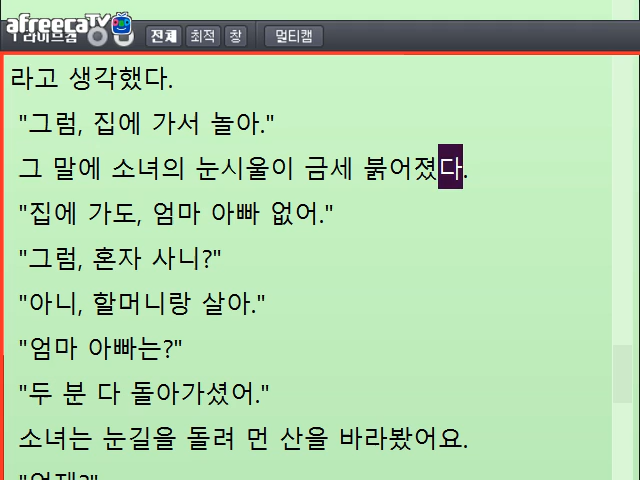 afreecaTV
전체 최적 창 멀티캠
라고 생각했다.
"그럼, 집에 가서 놀아."
그 말에 소녀의 눈시울이 금세 붉어졌다.
"집에 가도, 엄마 아빠 없어."
"그럼, 혼자 사니?"
"아니, 할머니랑 살아."
"엄마 아빠는?"
"두 분 다 돌아가셨어."
소녀는 눈길을 돌려 먼 산을 바라봤어요.
"언제?"